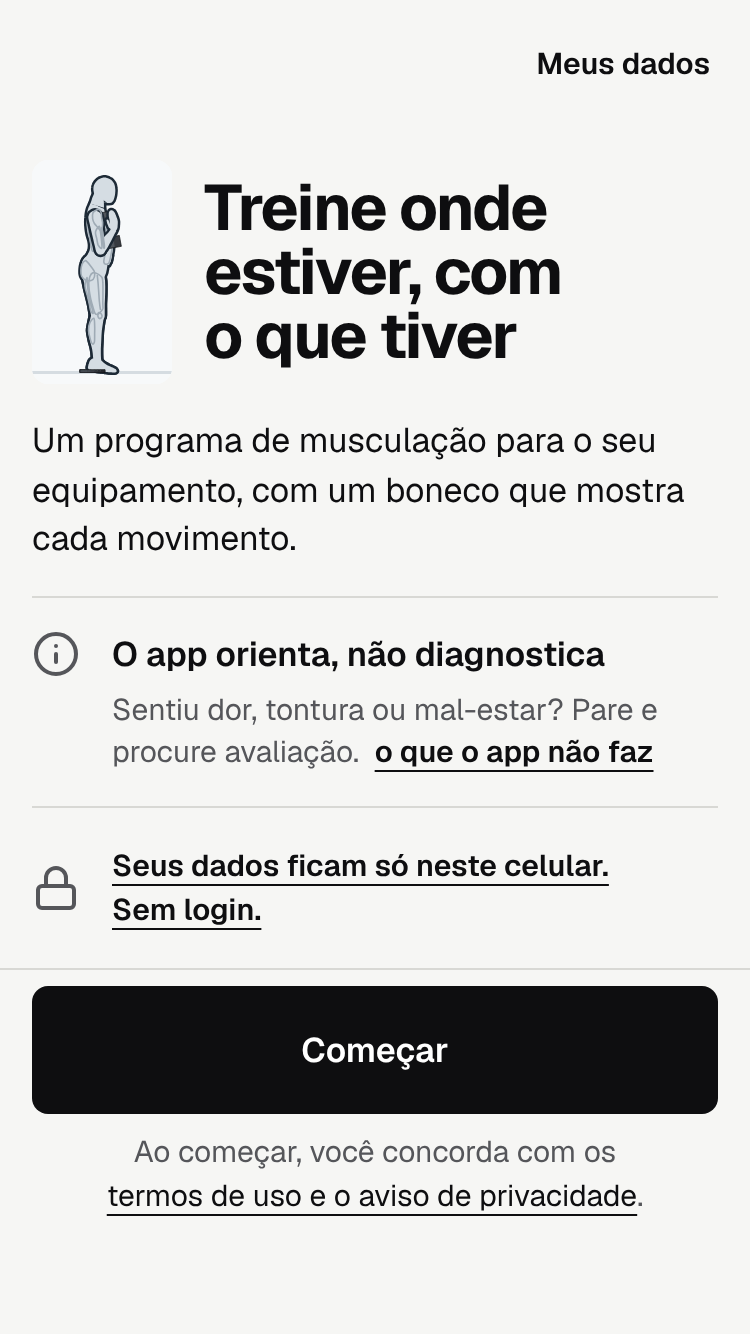 Meus dados
Treine onde
estiver, com
o que tiver
Um programa de musculação para o seu
equipamento, com um boneco que mostra
cada movimento.
O app orienta, não diagnostica
Sentiu dor, tontura ou mal-estar? Pare e
procure avaliação. o que o app não faz
Seus dados ficam só neste celular.
Sem login.
Começar
Ao começar, você concorda com os
termos de uso e o aviso de privacidade.